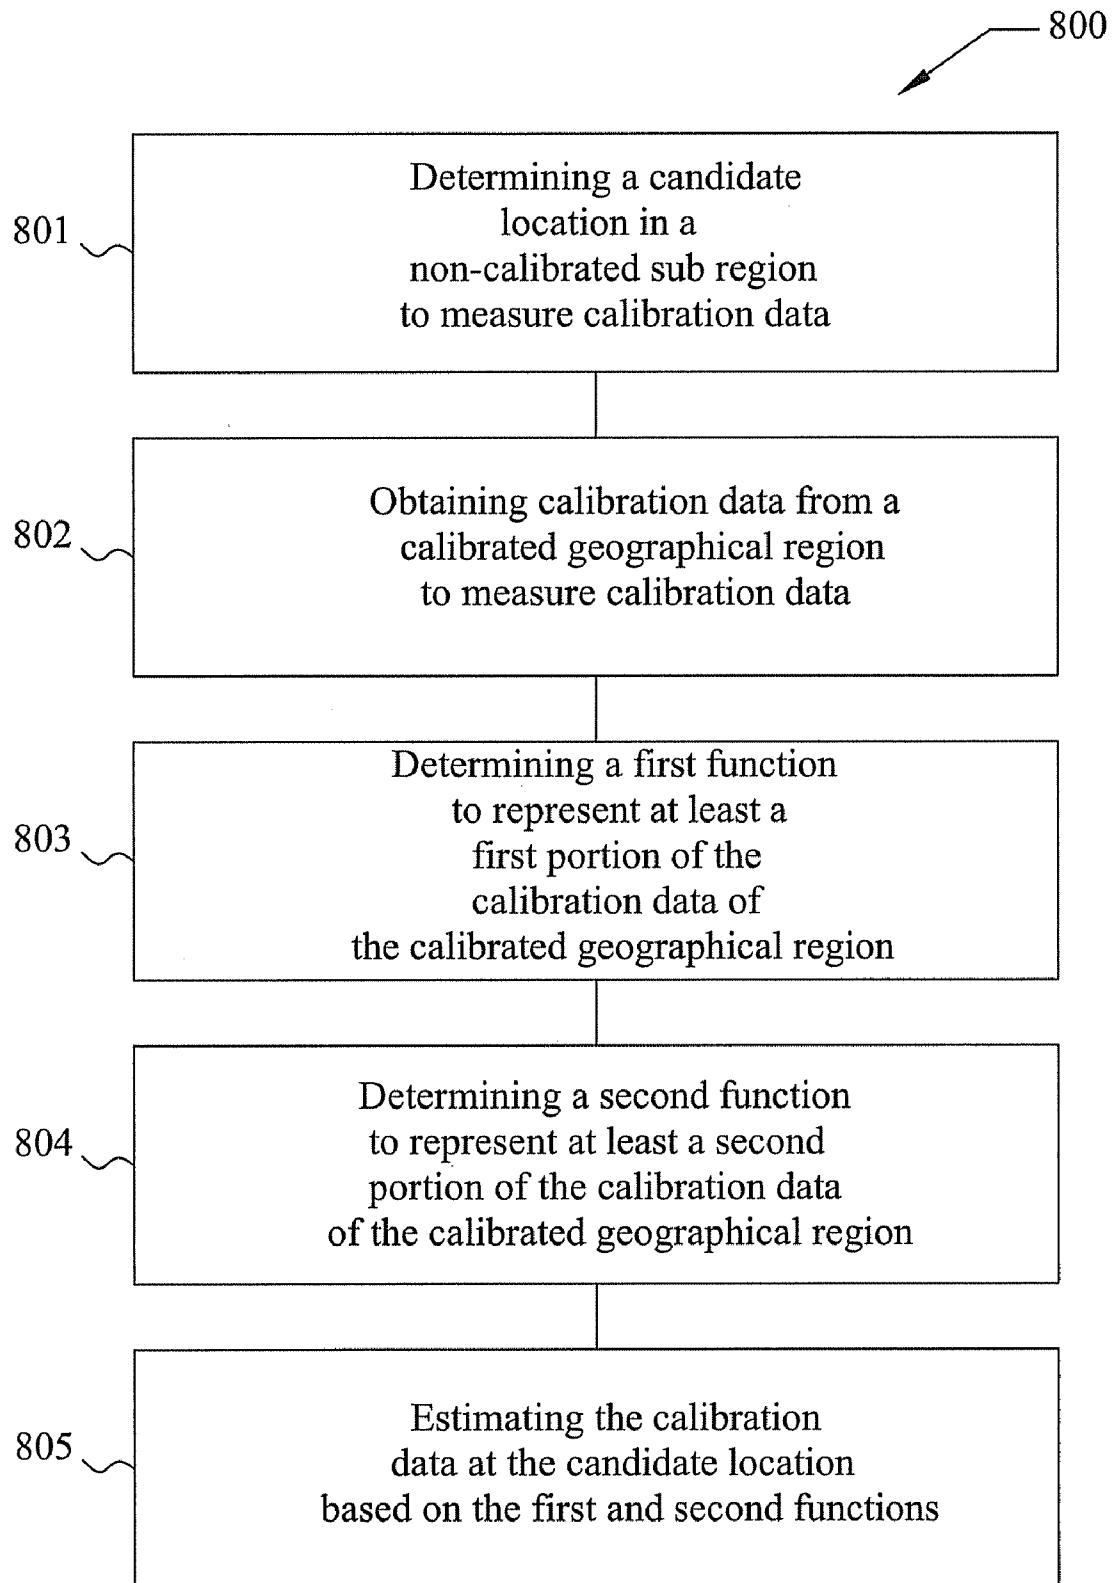 800
801
Determining a candidate
location in a
non-calibrated sub region
to measure calibration data
802
Obtaining calibration data from a
calibrated geographical region
to measure calibration data
803
Determining a first function
to represent at least a
first portion of the
calibration data of
the calibrated geographical region
804
Determining a second function
to represent at least a second
portion of the calibration data
of the calibrated geographical region
805
Estimating the calibration
data at the candidate location
based on the first and second functions